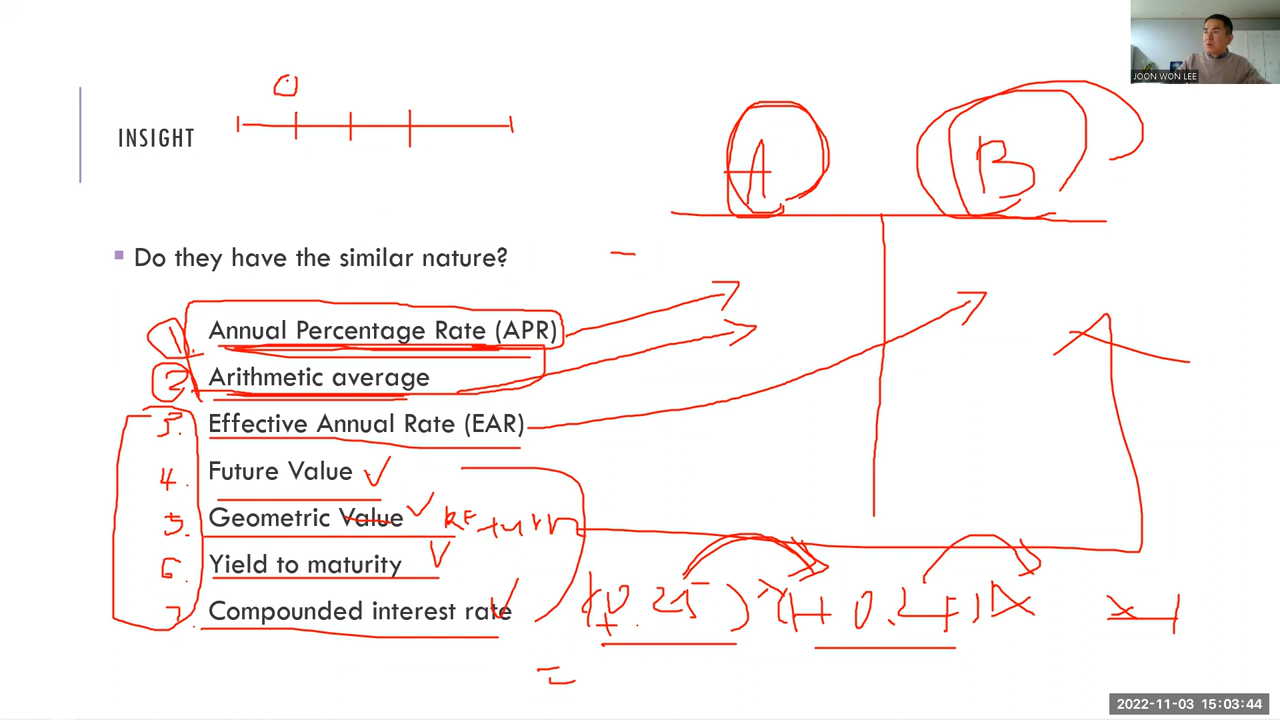 JOON WON LEE
0
INSIGHT
A
B
Do they have the similar nature?
1. Annual Percentage Rate (APR)
2 Arithmetic average
3. Effective Annual Rate (EAR)
4. Future Value
5. Geometric Value Return
6. Yield to maturity
7. Compounded interest rate
2022-11-03 15:03:44